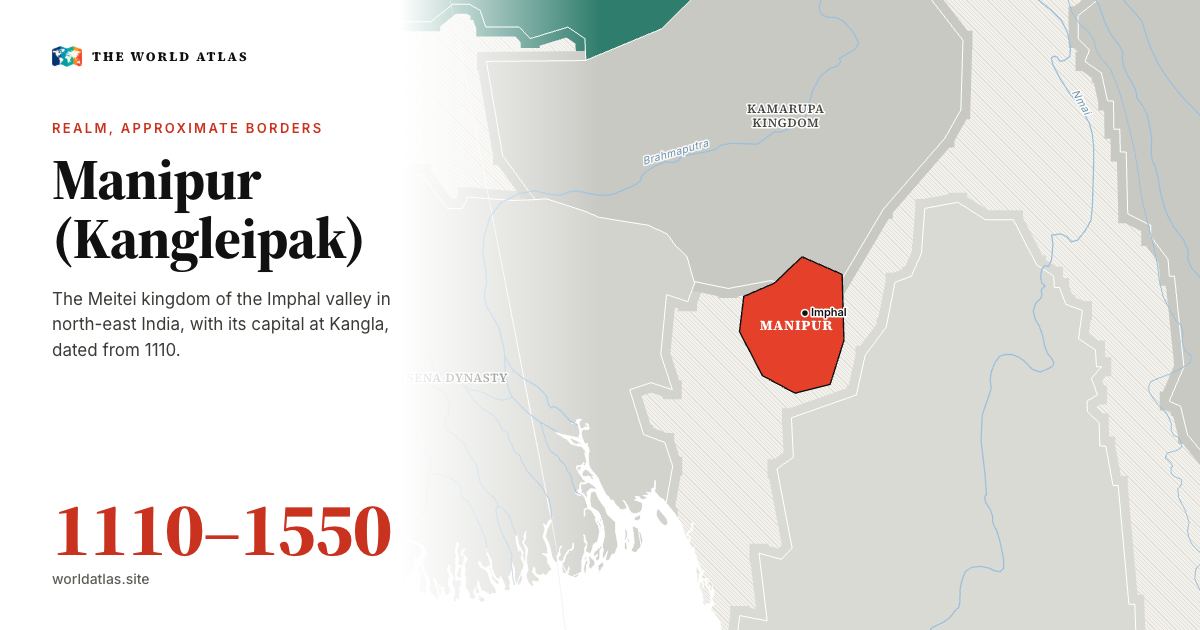 THE WORLD ATLAS
REALM, APPROXIMATE BORDERS
Manipur
(Kangleipak)
The Meitei kingdom of the Imphal valley in
north-east India, with its capital at Kangla,
dated from 1110.
1110–1550
worldatlas.site
KAMARUPA
KINGDOM
Brahmaputra
Nmai
Imphal
MANIPUR
SENA DYNASTY